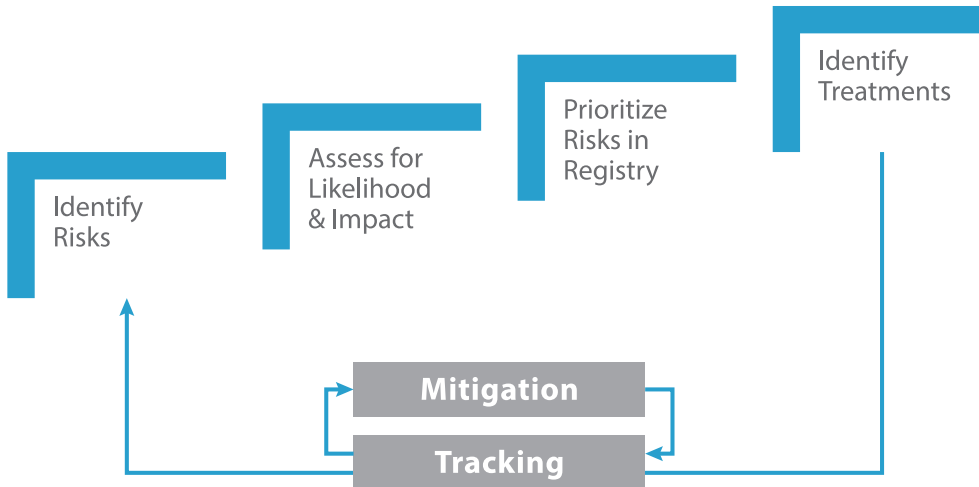 Identify
Risks
Assess for
Likelihood
& Impact
Prioritize
Risks in
Registry
Identify
Treatments
Mitigation
Tracking